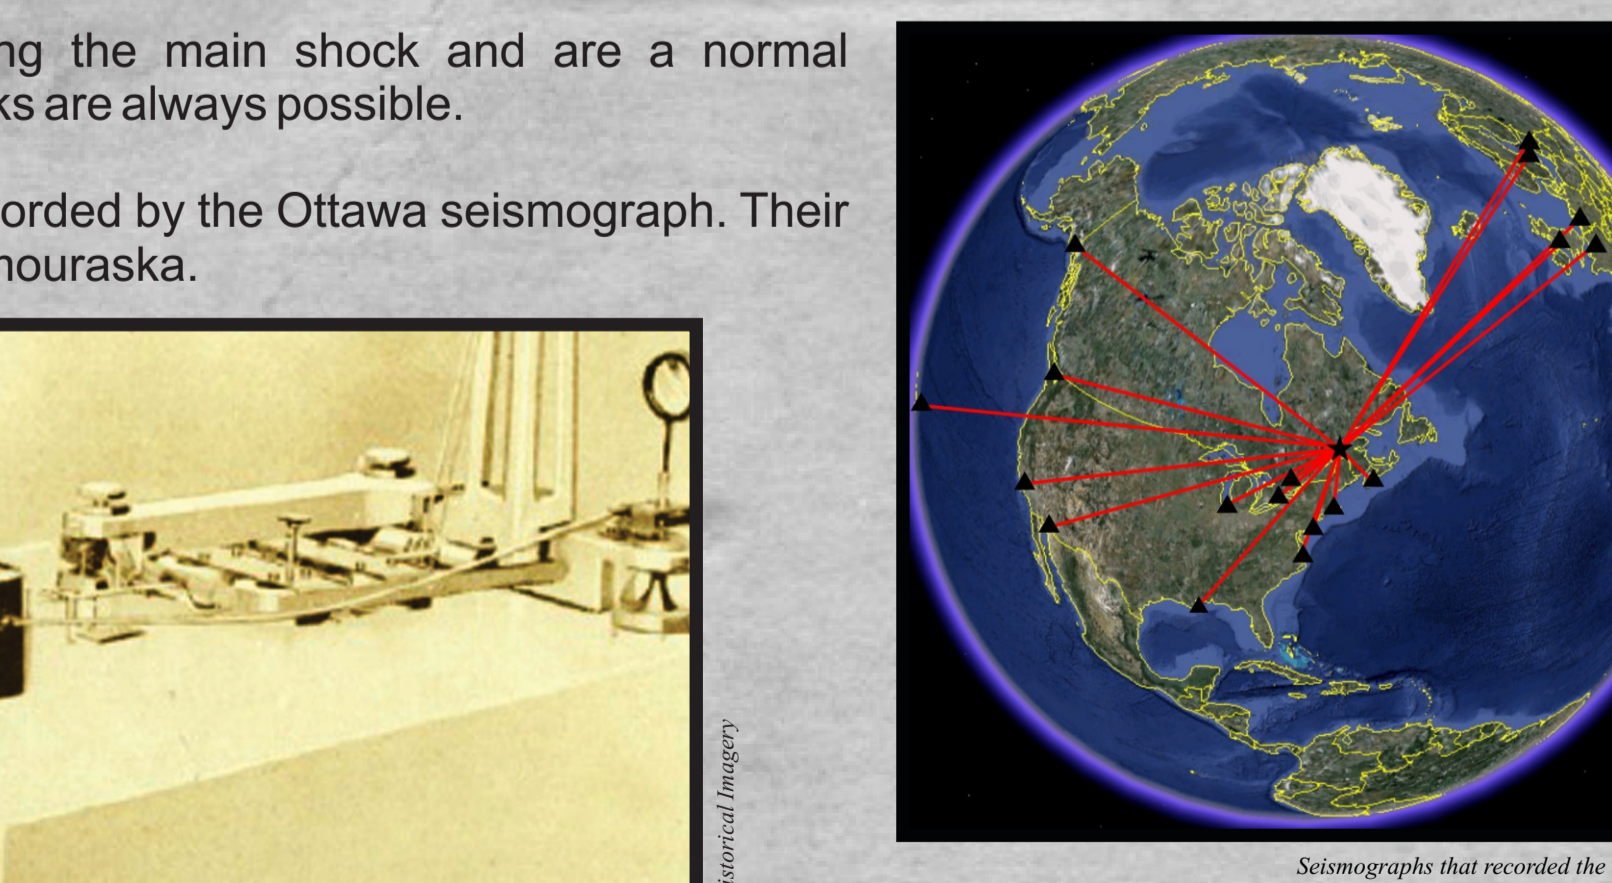 ng the main shock and are a normal
ks are always possible.
orded by the Ottawa seismograph. Their
mouraska.
istorical Imagery
Seismographs that recorded the